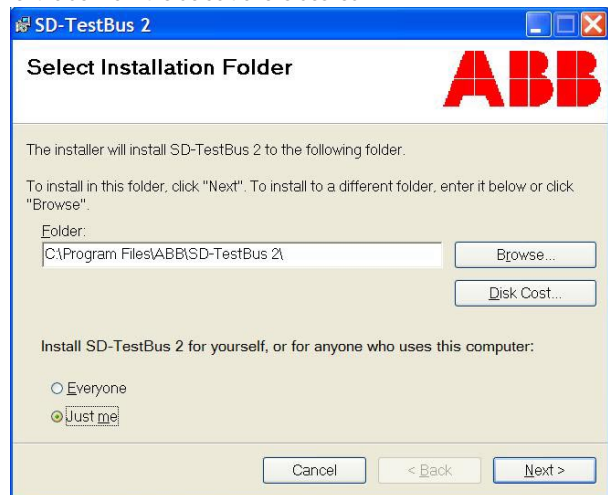 SD-TestBus 2
Select Installation Folder
ABB
The installer will install SD-TestBus 2 to the following folder.
To install in this folder, click "Next". To install to a different folder, enter it below or click
"Browse".
Folder:
C:\Program Files\ABB\SD-TestBus 2\
Browse...
Disk Cost...
Install SD-TestBus 2 for yourself, or for anyone who uses this computer:
Everyone
Just me
Cancel
< Back
Next >